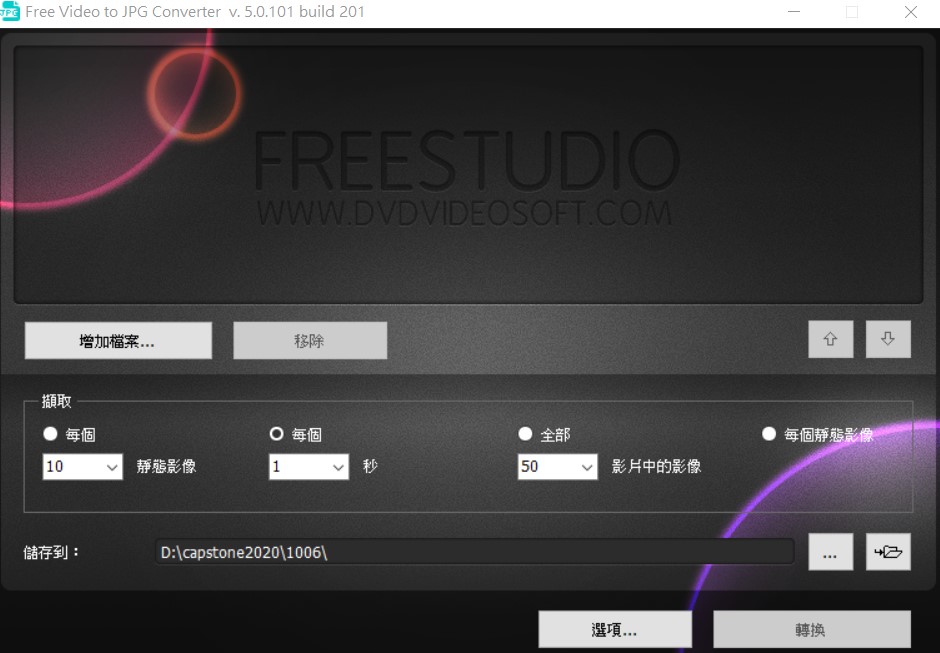 Free Video to JPG Converter v. 5.0.101 build 201
FREESTUDIO
WWW.DVDVIDEOSOFT.COM
增加檔案... 移除
擷取
每個 每個 全部 每個靜態影像
10 靜態影像 1 秒 50 影片中的影像
儲存到： D:\capstone2020\1006\ ...
選項... 轉換